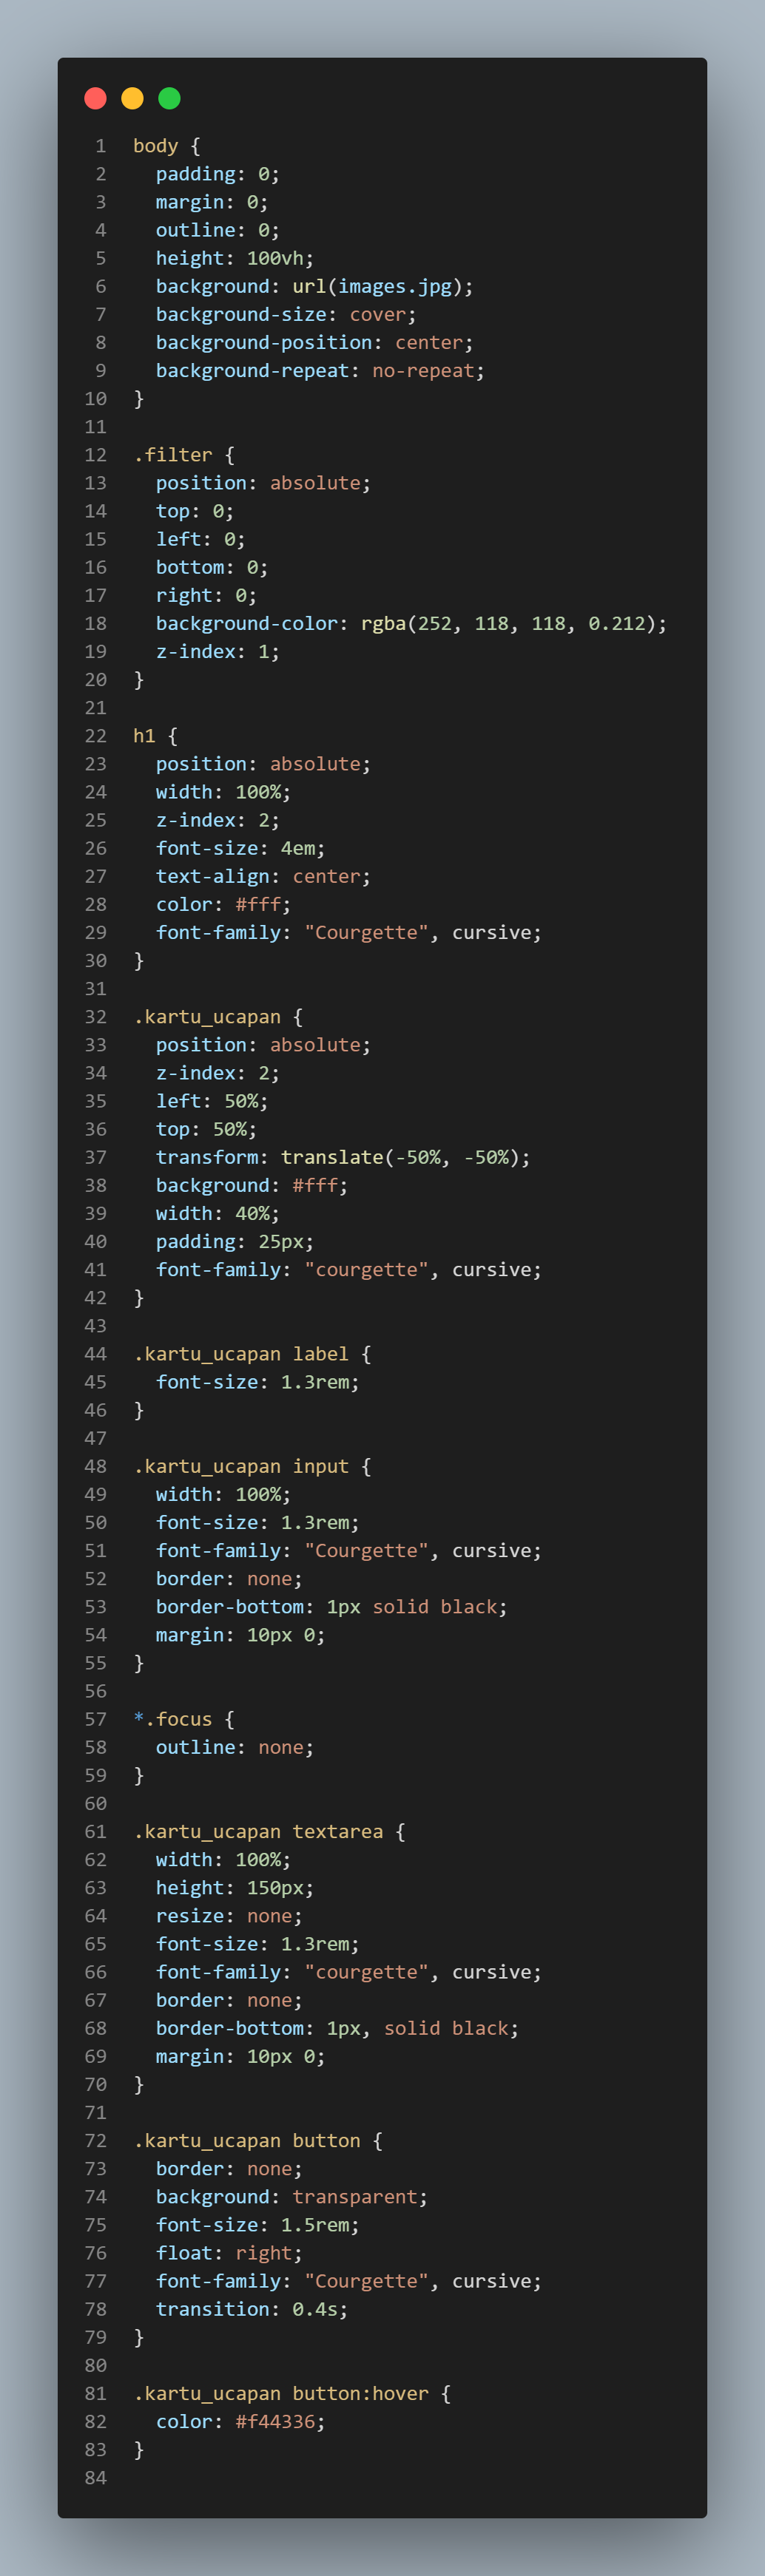 1 body {
2 padding: 0;
3 margin: 0;
4 outline: 0;
5 height: 100vh;
6 background: url(images.jpg);
7 background-size: cover;
8 background-position: center;
9 background-repeat: no-repeat;
10 }
11
12 .filter {
13 position: absolute;
14 top: 0;
15 left: 0;
16 bottom: 0;
17 right: 0;
18 background-color: rgba(252, 118, 118, 0.212);
19 z-index: 1;
20 }
21
22 h1 {
23 position: absolute;
24 width: 100%;
25 z-index: 2;
26 font-size: 4em;
27 text-align: center;
28 color: #fff;
29 font-family: "Courgette", cursive;
30 }
31
32 .kartu_ucapan {
33 position: absolute;
34 z-index: 2;
35 left: 50%;
36 top: 50%;
37 transform: translate(-50%, -50%);
38 background: #fff;
39 width: 40%;
40 padding: 25px;
41 font-family: "courgette", cursive;
42 }
43
44 .kartu_ucapan label {
45 font-size: 1.3rem;
46 }
47
48 .kartu_ucapan input {
49 width: 100%;
50 font-size: 1.3rem;
51 font-family: "Courgette", cursive;
52 border: none;
53 border-bottom: 1px solid black;
54 margin: 10px 0;
55 }
56
57 *.focus {
58 outline: none;
59 }
60
61 .kartu_ucapan textarea {
62 width: 100%;
63 height: 150px;
64 resize: none;
65 font-size: 1.3rem;
66 font-family: "courgette", cursive;
67 border: none;
68 border-bottom: 1px, solid black;
69 margin: 10px 0;
70 }
71
72 .kartu_ucapan button {
73 border: none;
74 background: transparent;
75 font-size: 1.5rem;
76 float: right;
77 font-family: "Courgette", cursive;
78 transition: 0.4s;
79 }
80
81 .kartu_ucapan button:hover {
82 color: #f44336;
83 }
84